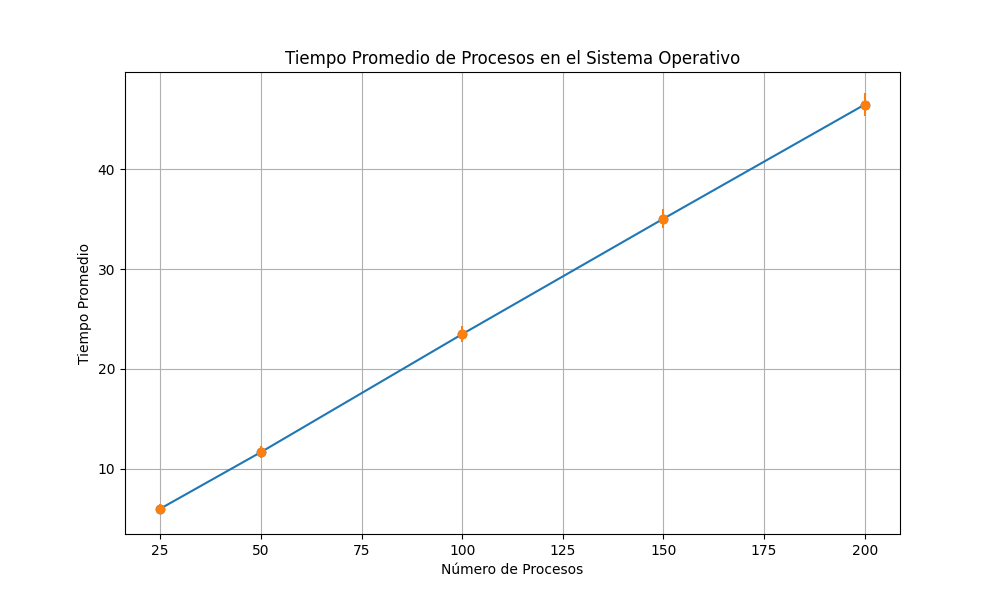 Tiempo Promedio de Procesos en el Sistema Operativo
Tiempo Promedio
40
30
20
10
25 50 75 100 125 150 175 200
Número de Procesos